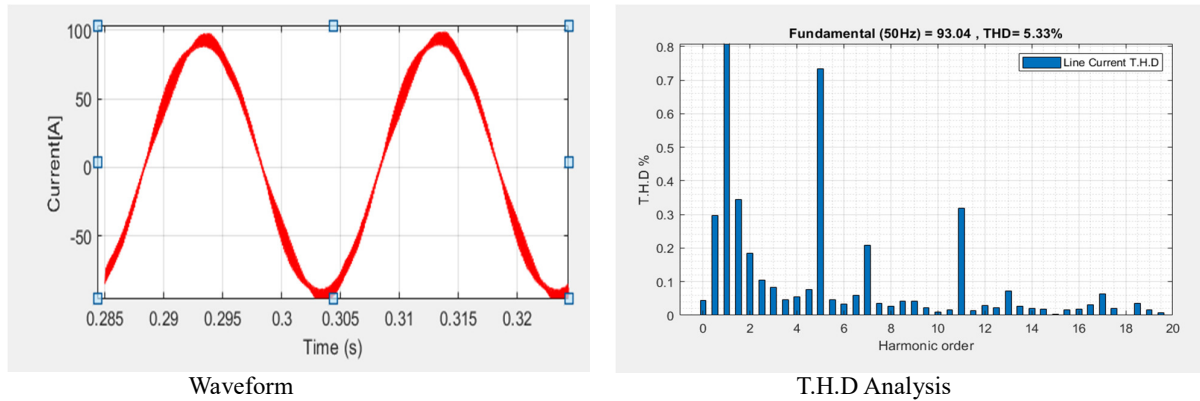 100
50
0
-50
Current[A]
0.285 0.29 0.295 0.3 0.305 0.31 0.315 0.32
Time (s)
Waveform
Fundamental (50Hz) = 93.04 , THD= 5.33%
Line Current T.H.D
0.8
0.7
0.6
0.5
0.4
0.3
0.2
0.1
0
T.H.D %
0 2 4 6 8 10 12 14 16 18 20
Harmonic order
T.H.D Analysis